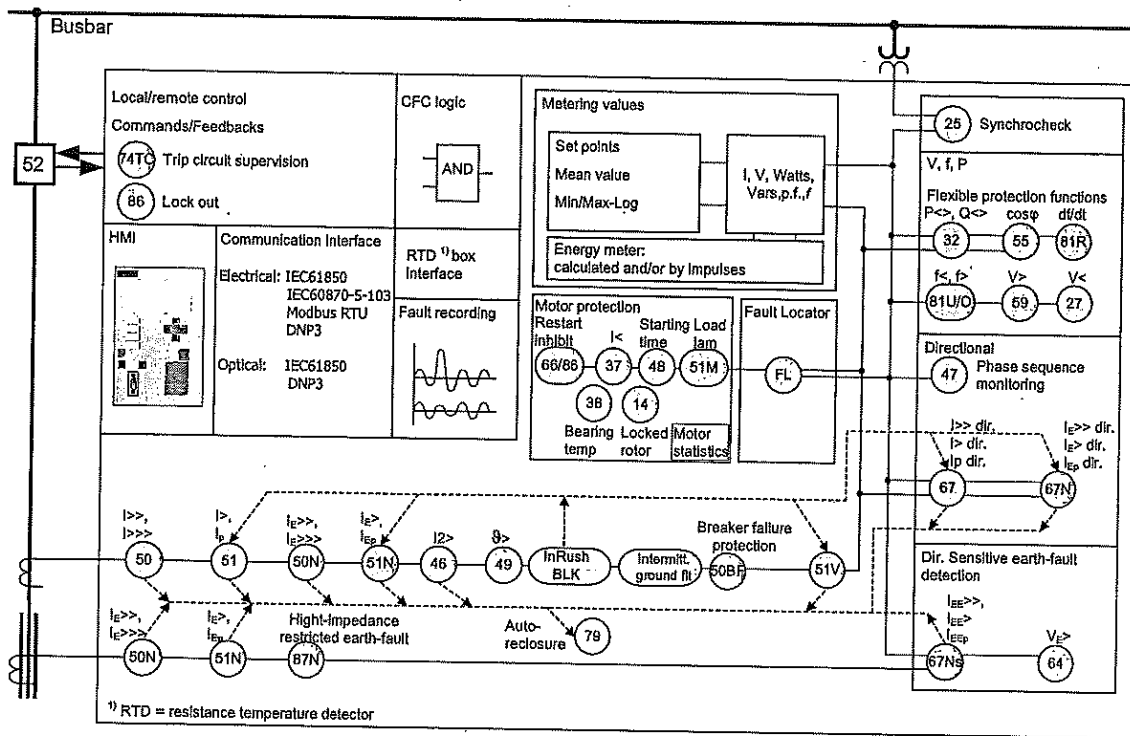 Busbar
52
Local/remote control
Commands/Feedbacks
74TC Trip circuit supervision
86 Lock out
CFC logic
AND
Metering values
Set points
Mean value
Min/Max-Log
I, V, Watts,
Vars,p.f.,f
Energy meter:
calculated and/or by impulses
25 Synchrocheck
V, f, P
Flexible protection functions
P<>, Q<> cosφ df/dt
32 55 81R
f<, f> V> V<
81U/O 59 27
HMI
Communication Interface
Electrical: IEC61850
IEC60870-5-103
Modbus RTU
DNP3
Optical: IEC61850
DNP3
RTD ¹⁾ box
Interface
Fault recording
Motor protection
Restart
inhibit
I<
Starting
time
Load
jam
66/86 37 48 51M
38 14
Bearing
temp
Locked
rotor
Motor
statistics
Fault Locator
FL
Directional
47 Phase sequence
monitoring
I>> dir.
I> dir.
Ip dir.
IE>> dir.
IE> dir.
IEp dir.
67 67N
I>>,
I>>>
I>,
Ip
IE>>,
IE>>>
IE>,
IEp
I2>
ϑ>
Breaker failure
protection
50 51 50N 51N 46 49
InRush
BLK
Intermitt.
ground flt
50BF 51V
Dir. Sensitive earth-fault
detection
IEE>>,
IEE>
IEEp
VE>
67Ns 64
IE>>,
IE>>>
IE>,
IEp
Hight-Impedance
restricted earth-fault
Auto-
reclosure
79
50N 51N 87N
¹⁾ RTD = resistance temperature detector